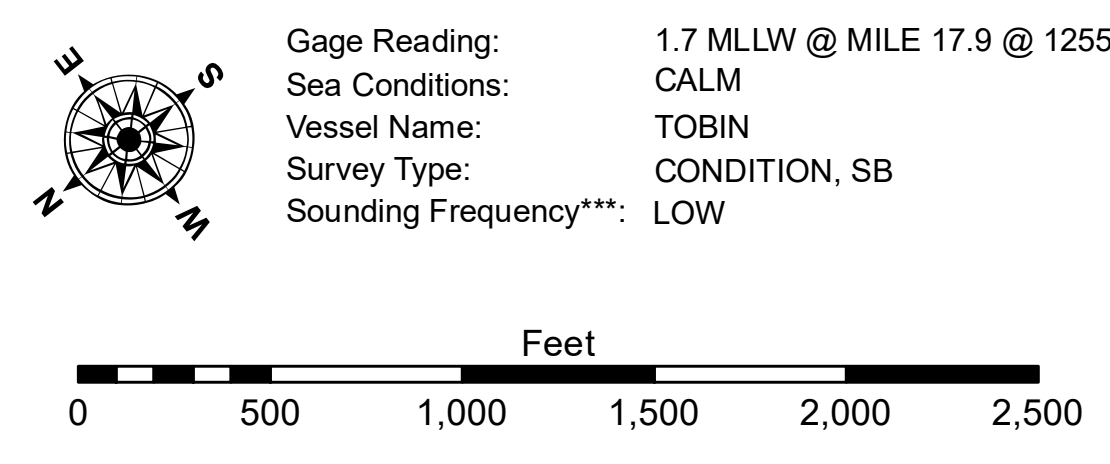 E
S
N
W
Gage Reading: 1.7 MLLW @ MILE 17.9 @ 1255
Sea Conditions: CALM
Vessel Name: TOBIN
Survey Type: CONDITION, SB
Sounding Frequency***: LOW
Feet
0 500 1,000 1,500 2,000 2,500